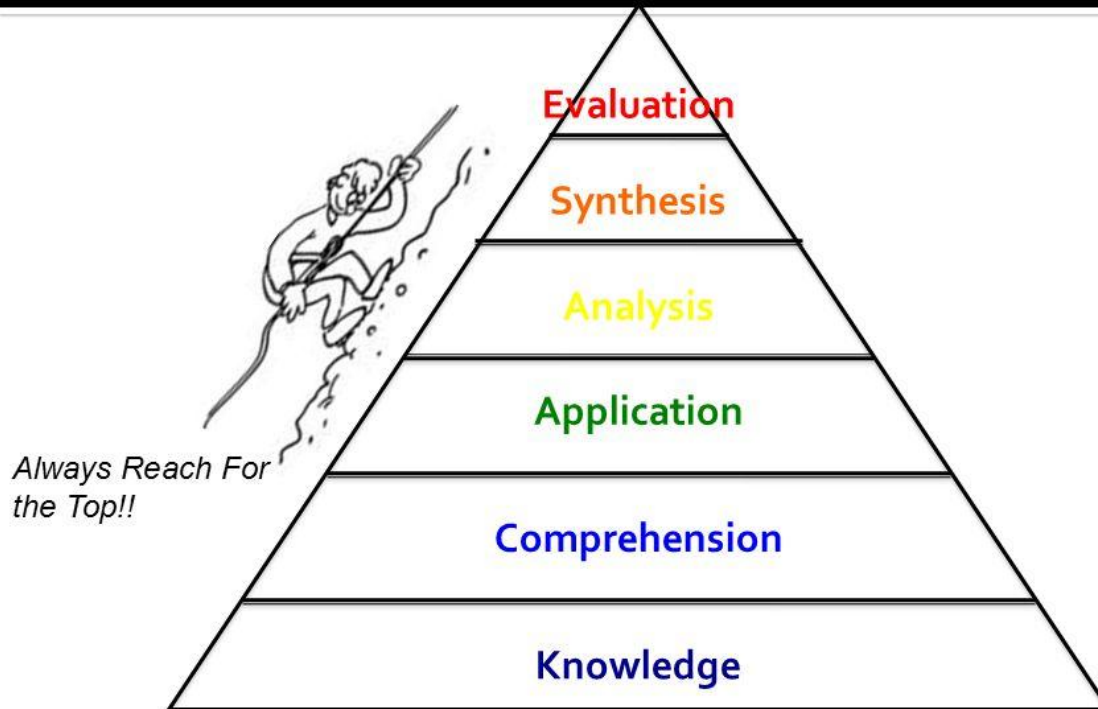 Evaluation
Synthesis
Analysis
Application
Always Reach For
the Top!!
Comprehension
Knowledge